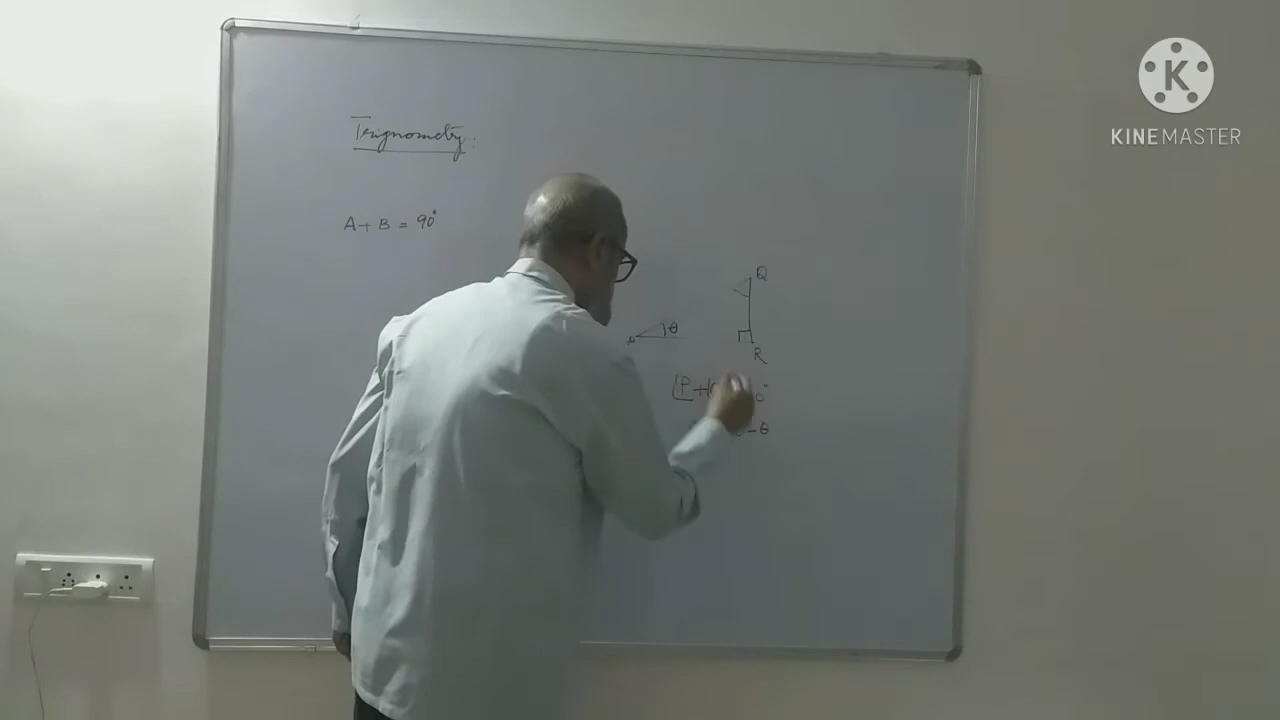 Trignometry:
A + B = 90°
Q
θ
P
R
P +
- θ
KINEMASTER